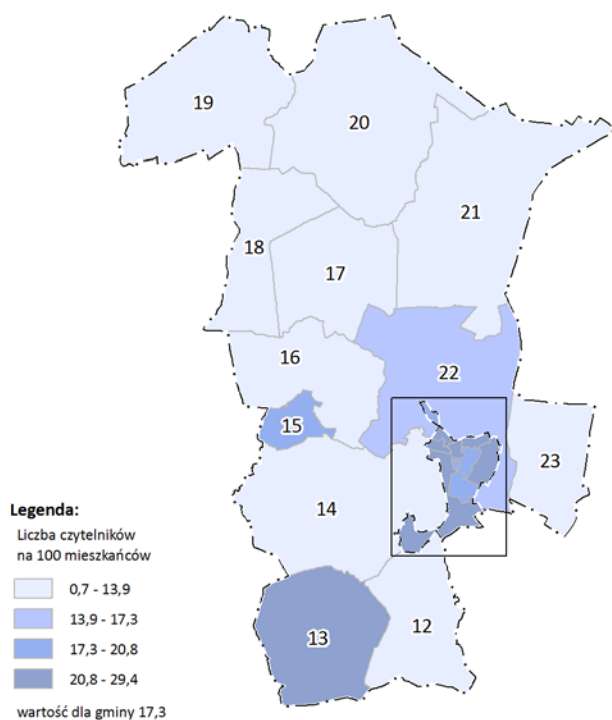 19
20
21
18
17
16
22
15
23
14
13
12
Legenda:
Liczba czytelników
na 100 mieszkańców
0,7 - 13,9
13,9 - 17,3
17,3 - 20,8
20,8 - 29,4
wartość dla gminy 17,3